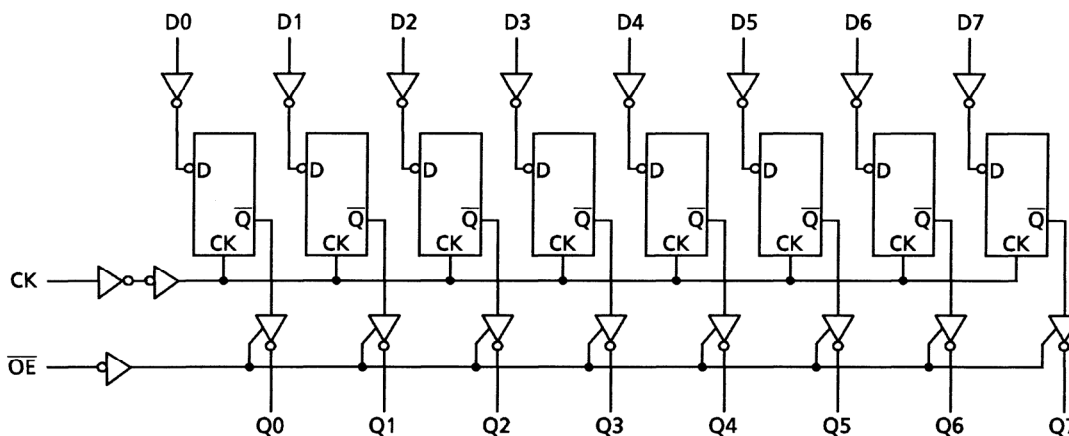 D0 D1 D2 D3 D4 D5 D6 D7
D D D D D D D D
Q̅ Q̅ Q̅ Q̅ Q̅ Q̅ Q̅ Q̅
CK CK CK CK CK CK CK CK
CK
O̅E̅
Q0 Q1 Q2 Q3 Q4 Q5 Q6 Q7